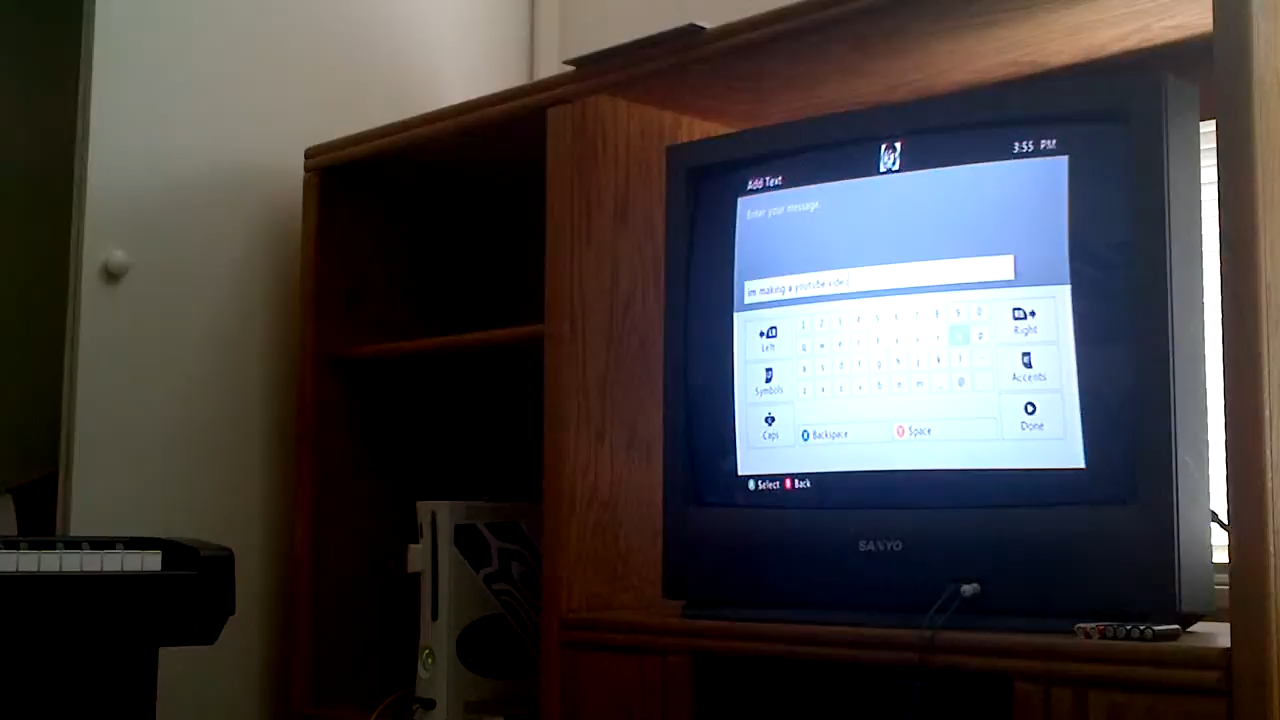 3:55 PM
Add Text
Enter your message.
im making a youtube video
Left
Right
Symbols
Accents
Caps
X Backspace
Y Space
Done
A Select B Back
SANYO